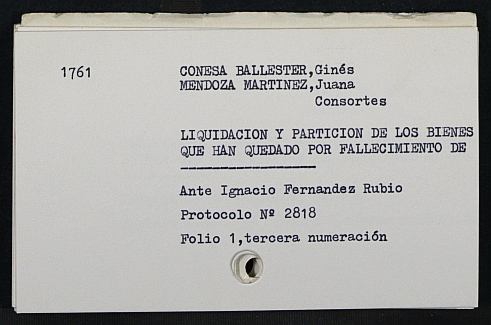 1761
CONESA BALLESTER,Ginés
MENDOZA MARTINEZ,Juana
Consortes
LIQUIDACION Y PARTICION DE LOS BIENES
QUE HAN QUEDADO POR FALLECIMIENTO DE
-----------------
Ante Ignacio Fernandez Rubio
Protocolo Nº 2818
Folio 1,tercera numeración